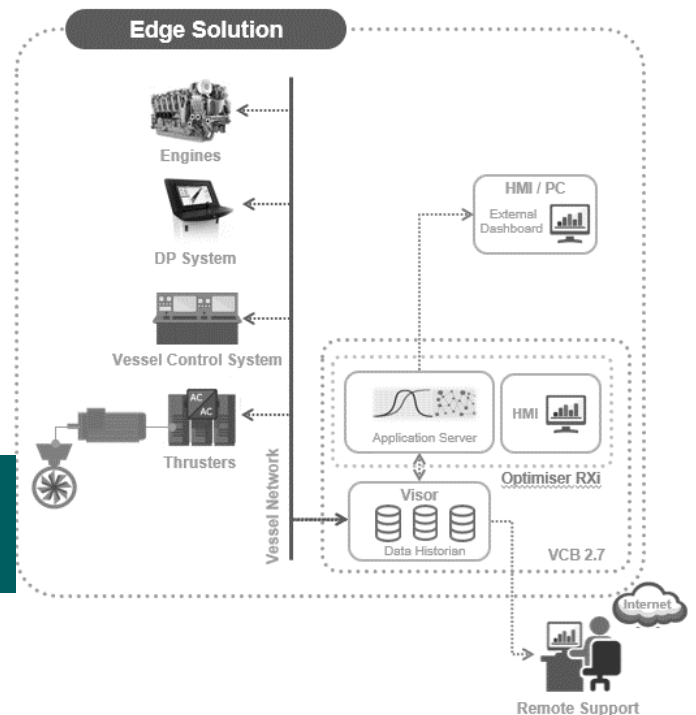 Edge Solution
Engines
DP System
Vessel Control System
AC
AC
Thrusters
Vessel Network
HMI / PC
External
Dashboard
Application Server
HMI
Optimiser RXi
Visor
Data Historian
VCB 2.7
Internet
Remote Support